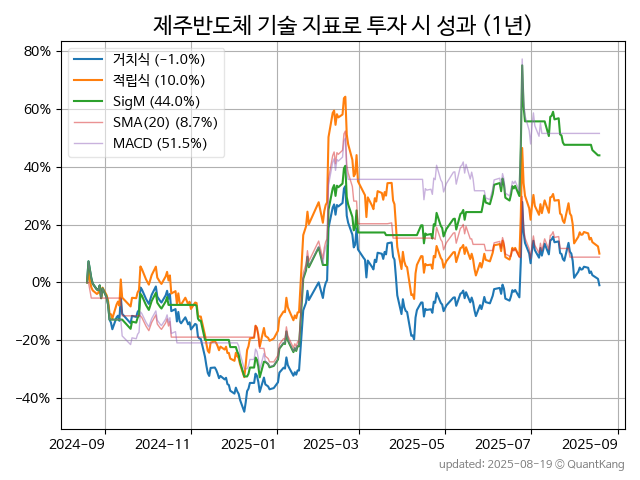 제주반도체 기술 지표로 투자 시 성과 (1년)
거치식 (-1.0%)
적립식 (10.0%)
SigM (44.0%)
SMA(20) (8.7%)
MACD (51.5%)
80%
60%
40%
20%
0%
-20%
-40%
2024-09 2024-11 2025-01 2025-03 2025-05 2025-07 2025-09
updated: 2025-08-19 © QuantKang